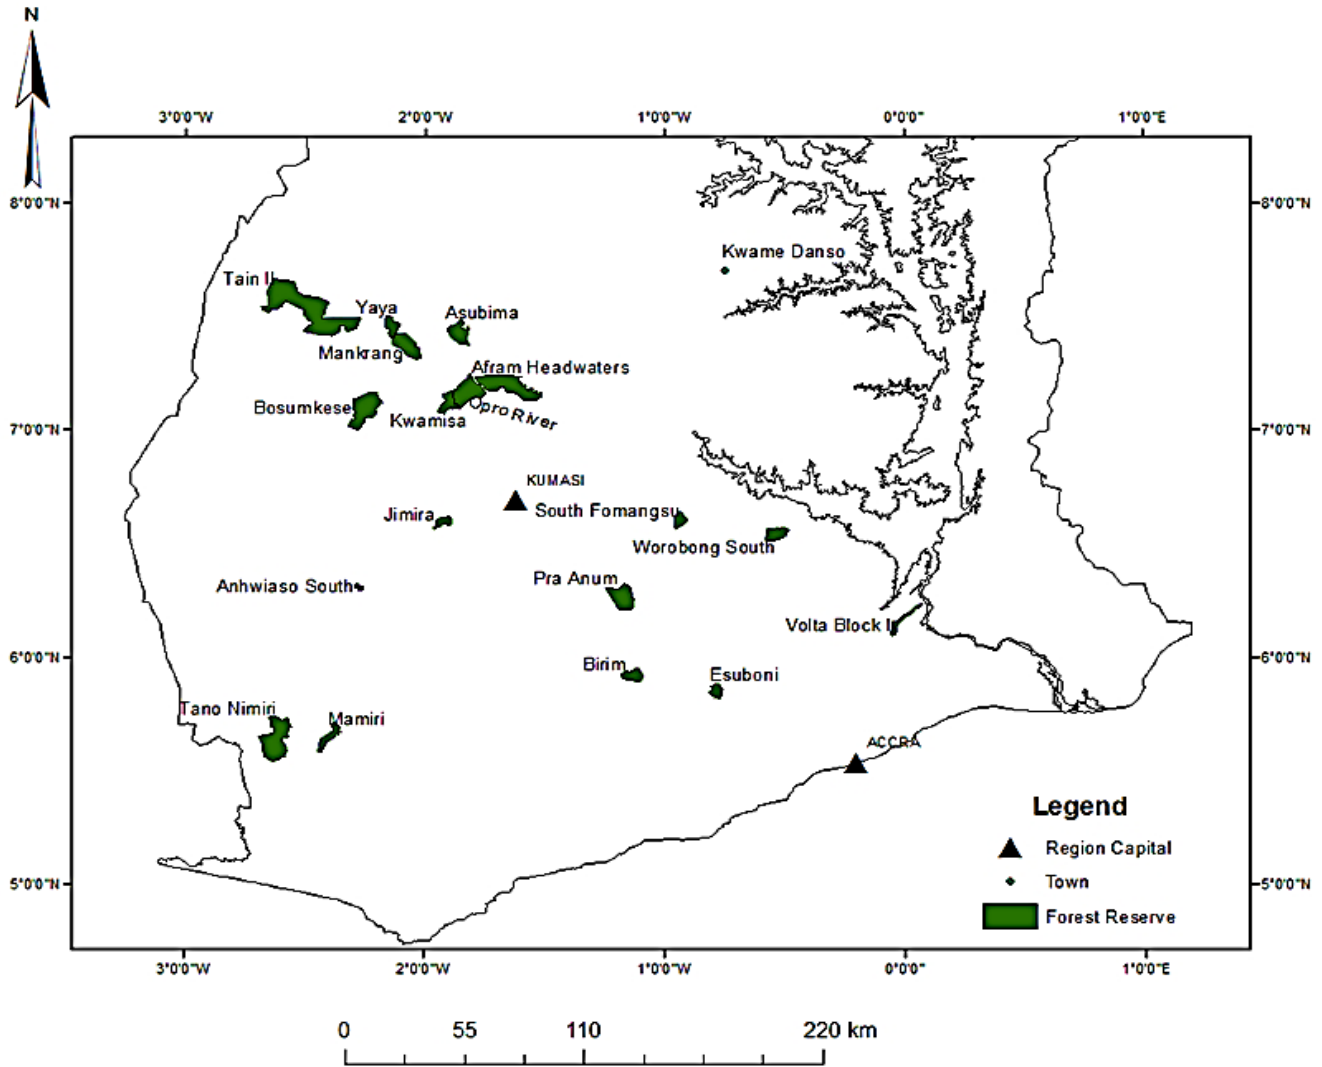 N
3°0'0"W 2°0'0"W 1°0'0"W 0°0'0" 1°0'0"E
8°0'0"N 8°0'0"N
Kwame Danso
Tain II
Yaya
Asubima
Mankrang
Afram Headwaters
Bosumkese
Kwamisa
Opro River
7°0'0"N 7°0'0"N
KUMASI
Jimira
South Fomangsu
Worobong South
Pra Anum
Anhwiaso South
Volta Block I
6°0'0"N 6°0'0"N
Birim
Esuboni
Tano Nimiri
Mamiri
ACCRA
Legend
Region Capital
Town
Forest Reserve
5°0'0"N 5°0'0"N
3°0'0"W 2°0'0"W 1°0'0"W 0°0'0" 1°0'0"E
0 55 110 220 km